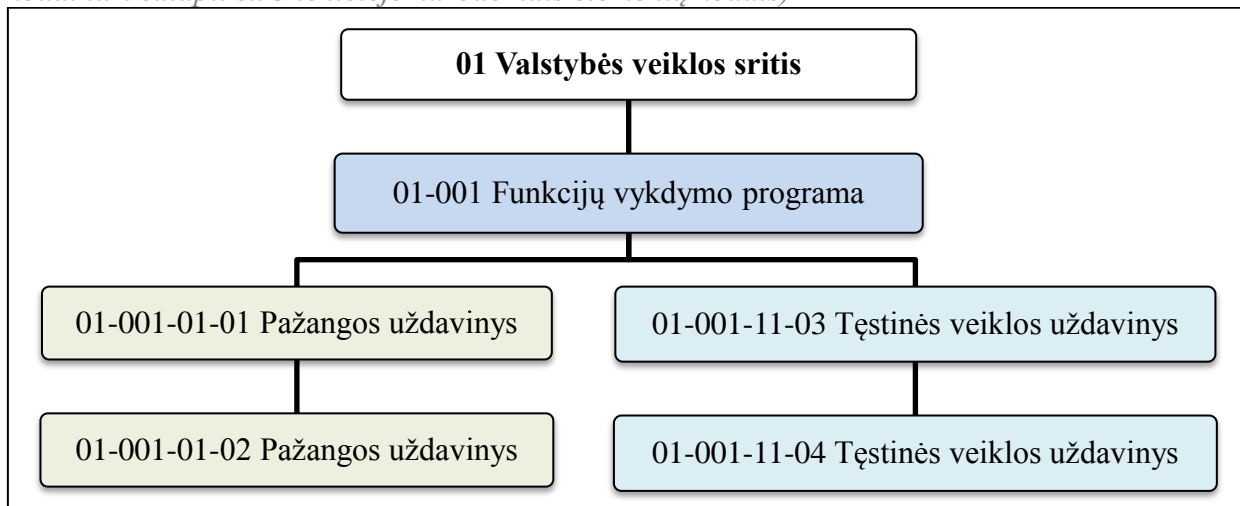 01 Valstybės veiklos sritis
01-001 Funkcijų vykdymo programa
01-001-01-01 Pažangos uždavinys
01-001-11-03 Tęstinės veiklos uždavinys
01-001-01-02 Pažangos uždavinys
01-001-11-04 Tęstinės veiklos uždavinys